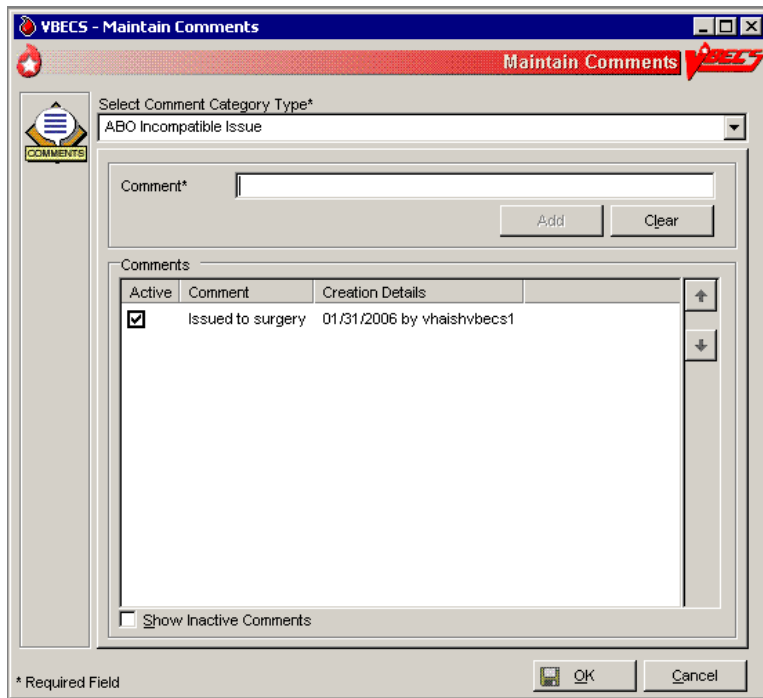 VBECS - Maintain Comments
Maintain Comments VBECS
COMMENTS
Select Comment Category Type*
ABO Incompatible Issue
Comment*
Add Clear
Comments
Active Comment Creation Details
Issued to surgery 01/31/2006 by vhaishvbecs1
Show Inactive Comments
* Required Field OK Cancel